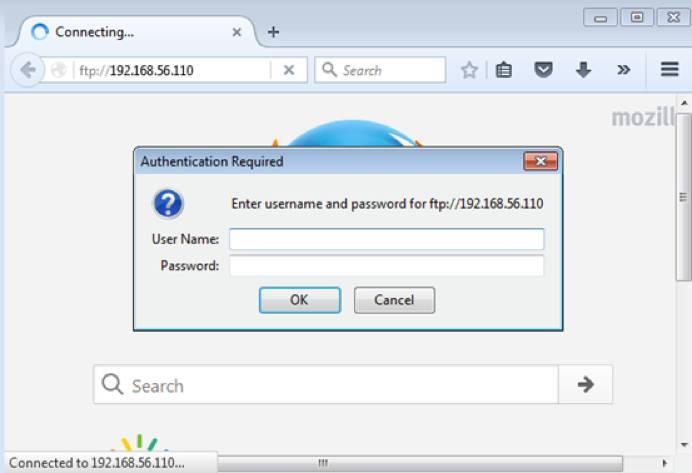 Connecting...
ftp://192.168.56.110
Search
mozill
Authentication Required
Enter username and password for ftp://192.168.56.110
User Name:
Password:
OK
Cancel
Search
Connected to 192.168.56.110...